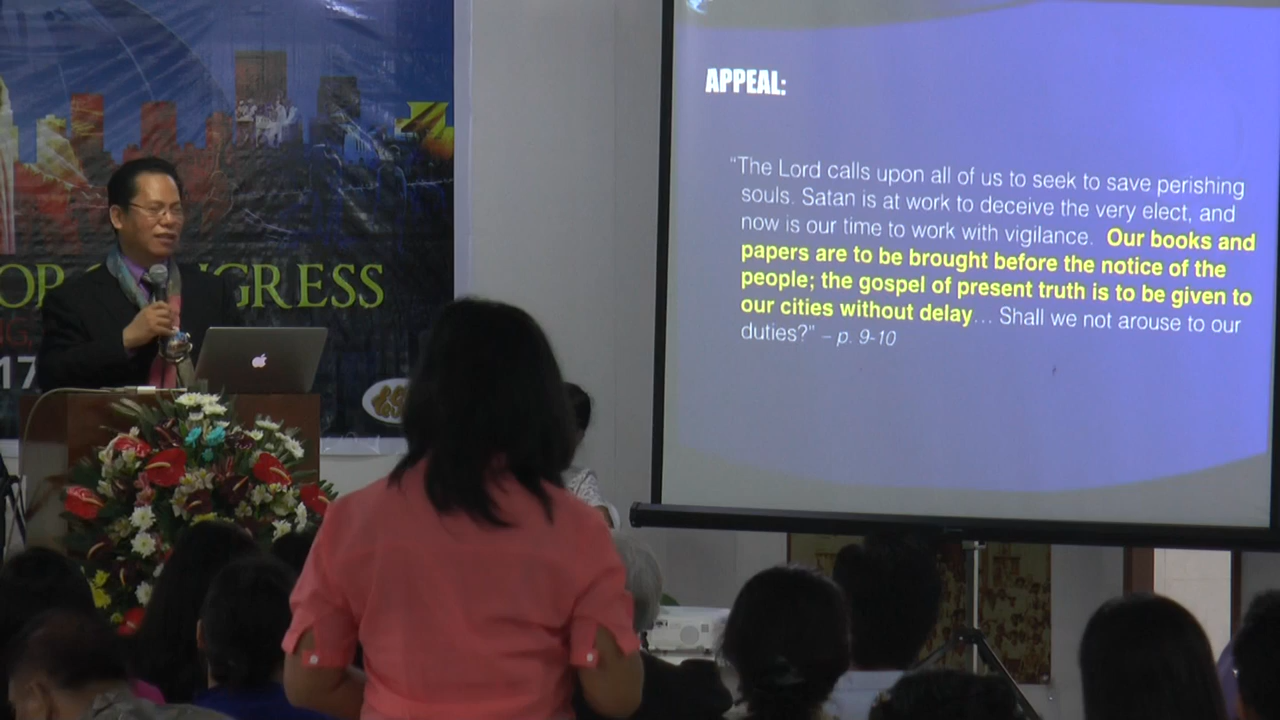 APPEAL:
“The Lord calls upon all of us to seek to save perishing
souls. Satan is at work to deceive the very elect, and
now is our time to work with vigilance. Our books and
papers are to be brought before the notice of the
people; the gospel of present truth is to be given to
our cities without delay... Shall we not arouse to our
duties?” – p. 9-10
GRESS
17